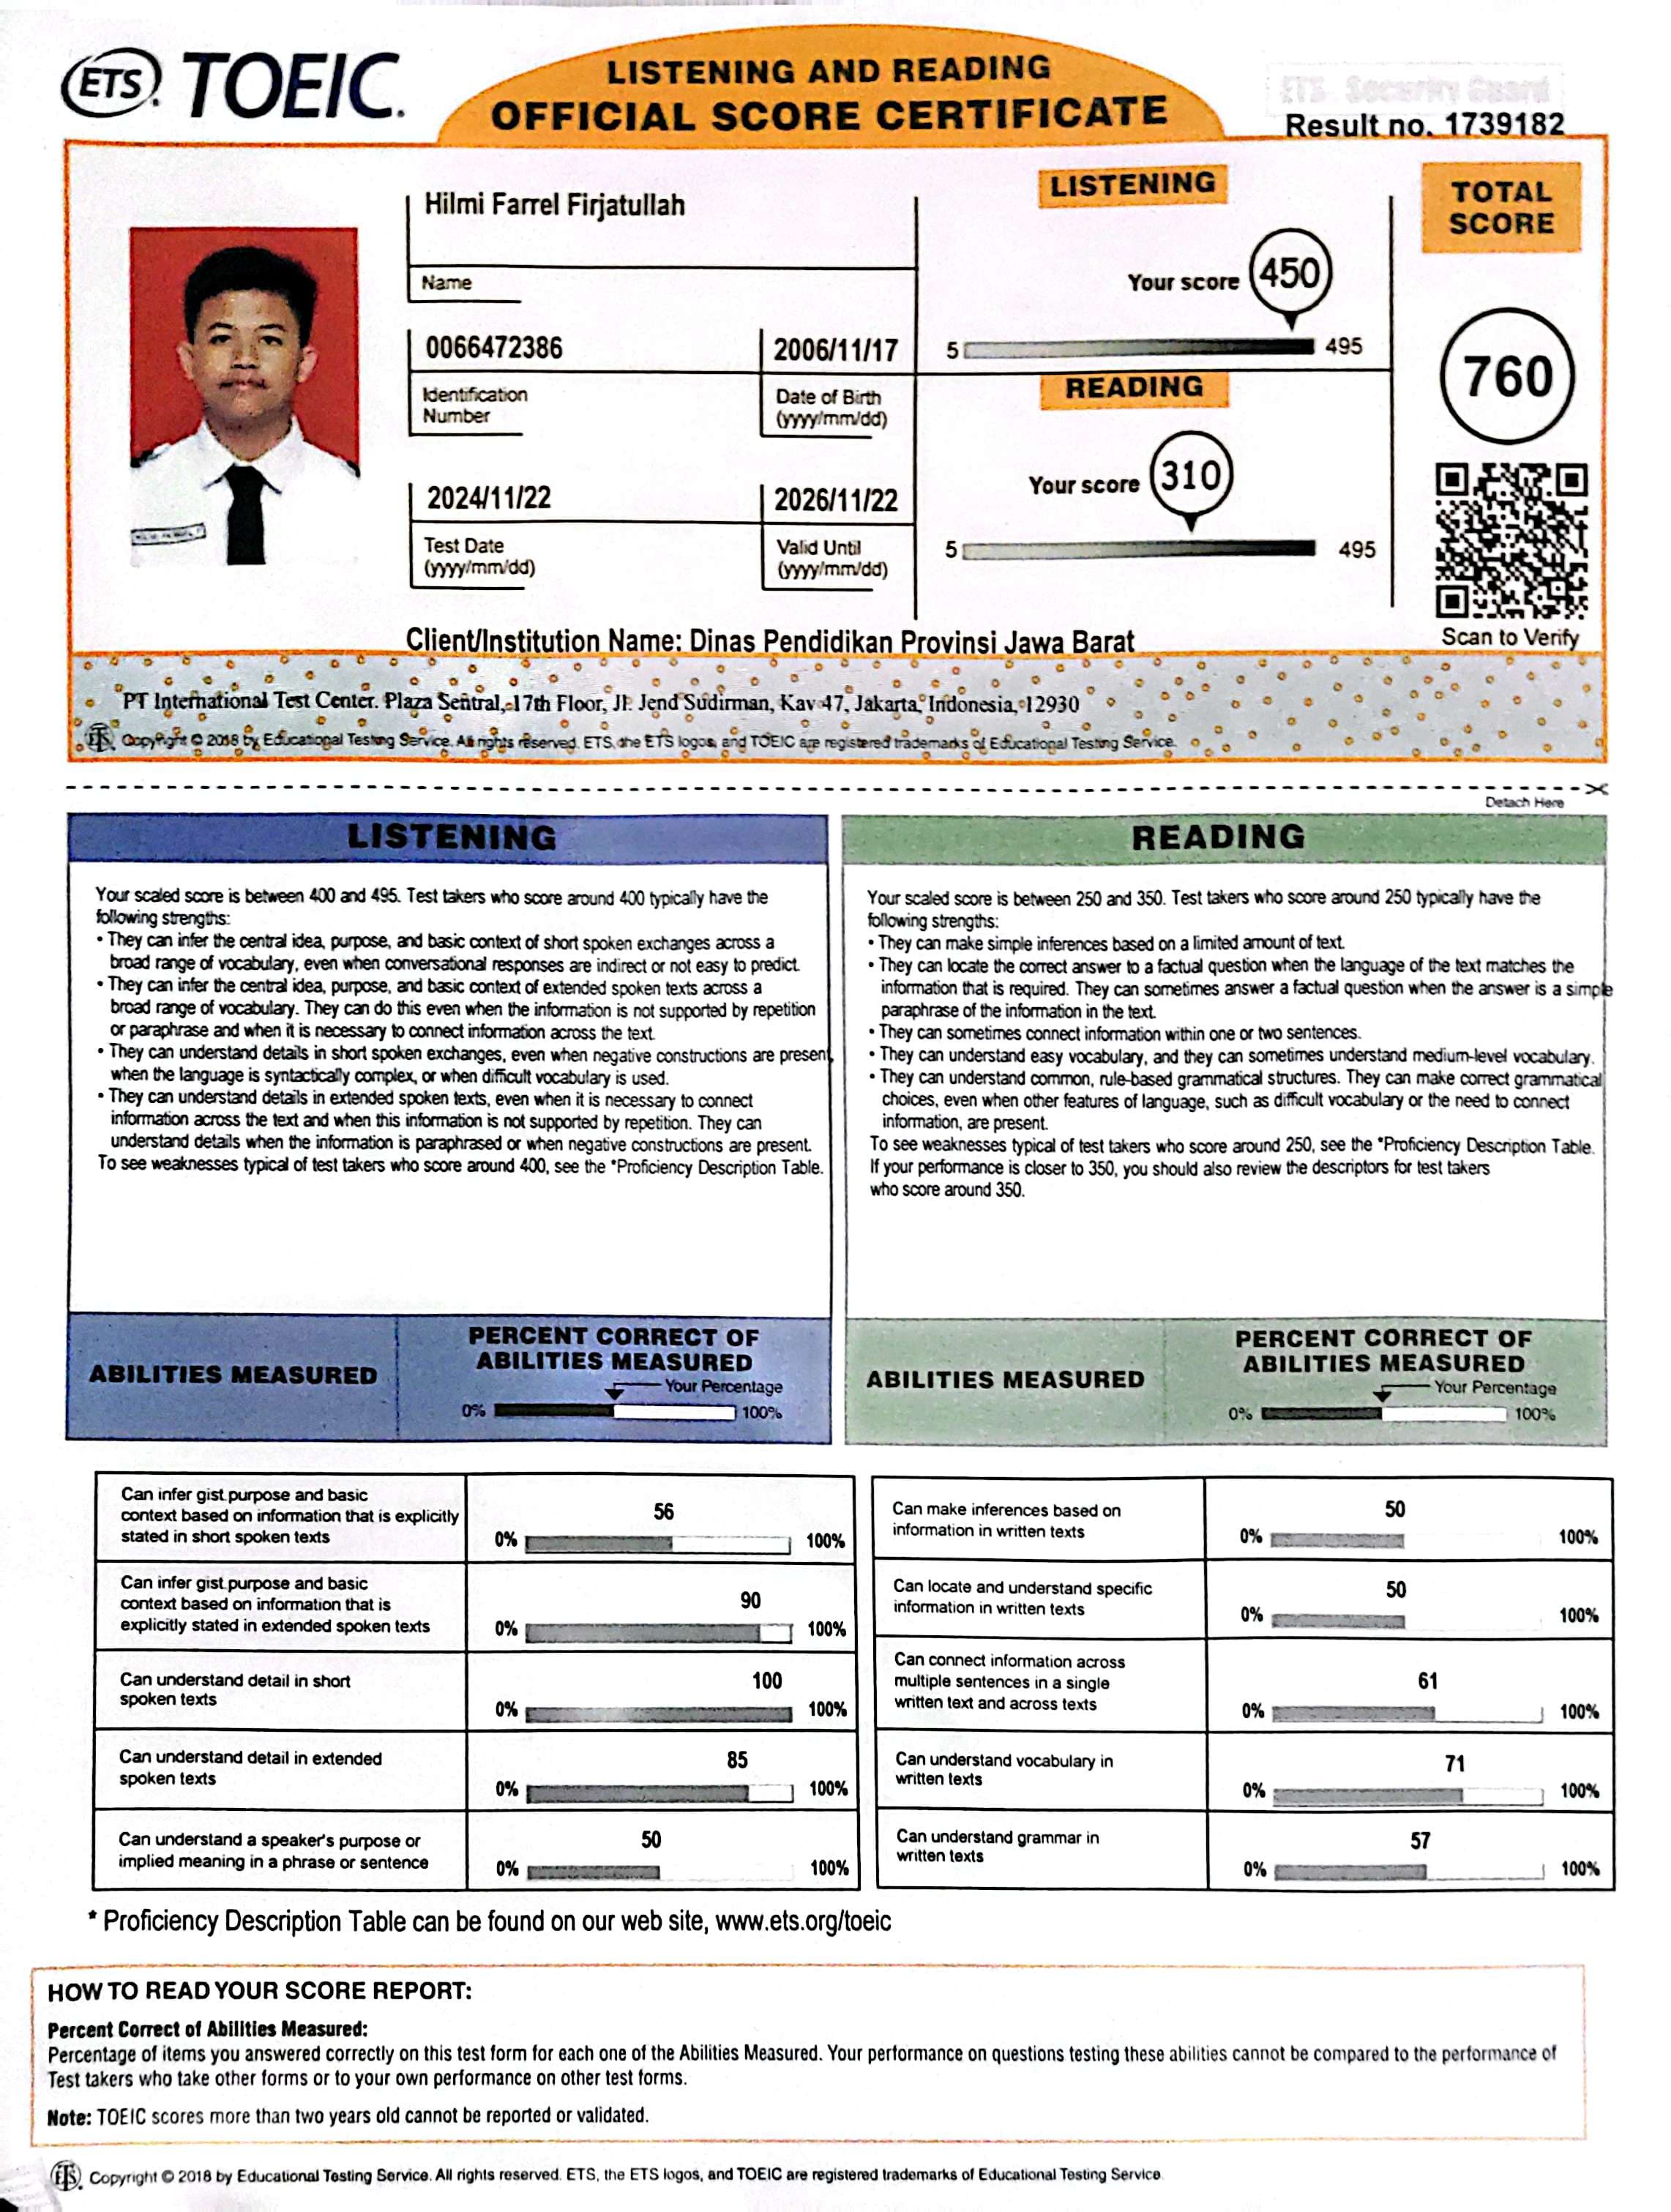 ETS. TOEIC.
LISTENING AND READING
OFFICIAL SCORE CERTIFICATE
ETS Security Guard
Result no. 1739182
Hilmi Farrel Firjatullah
Name
0066472386
Identification
Number
2006/11/17
Date of Birth
(yyyy/mm/dd)
2024/11/22
Test Date
(yyyy/mm/dd)
2026/11/22
Valid Until
(yyyy/mm/dd)
LISTENING
Your score 450
5 495
READING
Your score 310
5 495
TOTAL
SCORE
760
Scan to Verify
Client/Institution Name: Dinas Pendidikan Provinsi Jawa Barat
PT International Test Center. Plaza Sentral, 17th Floor, Jl. Jend Sudirman, Kav 47, Jakarta, Indonesia, 12930
ETS. Copyright © 2018 by Educational Testing Service. All rights reserved. ETS, the ETS logos, and TOEIC are registered trademarks of Educational Testing Service.
Detach Here
LISTENING
Your scaled score is between 400 and 495. Test takers who score around 400 typically have the
following strengths:
• They can infer the central idea, purpose, and basic context of short spoken exchanges across a
broad range of vocabulary, even when conversational responses are indirect or not easy to predict.
• They can infer the central idea, purpose, and basic context of extended spoken texts across a
broad range of vocabulary. They can do this even when the information is not supported by repetition
or paraphrase and when it is necessary to connect information across the text.
• They can understand details in short spoken exchanges, even when negative constructions are present,
when the language is syntactically complex, or when difficult vocabulary is used.
• They can understand details in extended spoken texts, even when it is necessary to connect
information across the text and when this information is not supported by repetition. They can
understand details when the information is paraphrased or when negative constructions are present.
To see weaknesses typical of test takers who score around 400, see the *Proficiency Description Table.
READING
Your scaled score is between 250 and 350. Test takers who score around 250 typically have the
following strengths:
• They can make simple inferences based on a limited amount of text.
• They can locate the correct answer to a factual question when the language of the text matches the
information that is required. They can sometimes answer a factual question when the answer is a simple
paraphrase of the information in the text.
• They can sometimes connect information within one or two sentences.
• They can understand easy vocabulary, and they can sometimes understand medium-level vocabulary.
• They can understand common, rule-based grammatical structures. They can make correct grammatical
choices, even when other features of language, such as difficult vocabulary or the need to connect
information, are present.
To see weaknesses typical of test takers who score around 250, see the *Proficiency Description Table.
If your performance is closer to 350, you should also review the descriptors for test takers
who score around 350.
ABILITIES MEASURED
PERCENT CORRECT OF
ABILITIES MEASURED
Your Percentage
0% 100%
ABILITIES MEASURED
PERCENT CORRECT OF
ABILITIES MEASURED
Your Percentage
0% 100%
Can infer gist.purpose and basic
context based on information that is explicitly
stated in short spoken texts
56
0% 100%
Can infer gist.purpose and basic
context based on information that is
explicitly stated in extended spoken texts
90
0% 100%
Can understand detail in short
spoken texts
100
0% 100%
Can understand detail in extended
spoken texts
85
0% 100%
Can understand a speaker's purpose or
implied meaning in a phrase or sentence
50
0% 100%
Can make inferences based on
information in written texts
50
0% 100%
Can locate and understand specific
information in written texts
50
0% 100%
Can connect information across
multiple sentences in a single
written text and across texts
61
0% 100%
Can understand vocabulary in
written texts
71
0% 100%
Can understand grammar in
written texts
57
0% 100%
* Proficiency Description Table can be found on our web site, www.ets.org/toeic
HOW TO READ YOUR SCORE REPORT:
Percent Correct of Abilities Measured:
Percentage of items you answered correctly on this test form for each one of the Abilities Measured. Your performance on questions testing these abilities cannot be compared to the performance of
Test takers who take other forms or to your own performance on other test forms.
Note: TOEIC scores more than two years old cannot be reported or validated.
ETS. Copyright © 2018 by Educational Testing Service. All rights reserved. ETS, the ETS logos, and TOEIC are registered trademarks of Educational Testing Service.